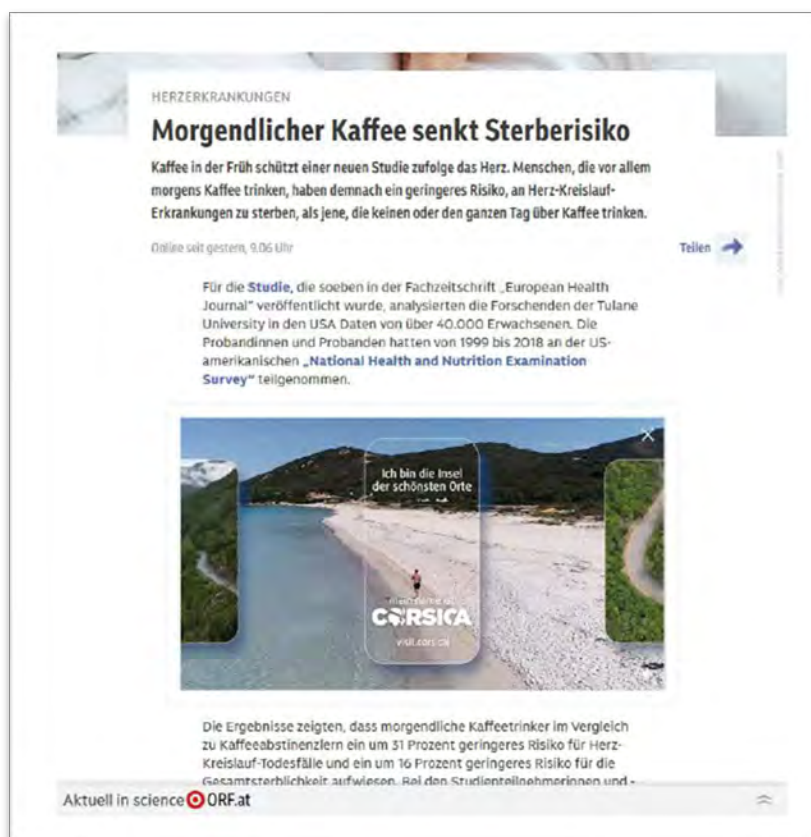 HERZERKRANKUNGEN
Morgendlicher Kaffee senkt Sterberisiko
Kaffee in der Früh schützt einer neuen Studie zufolge das Herz. Menschen, die vor allem
morgens Kaffee trinken, haben demnach ein geringeres Risiko, an Herz-Kreislauf-
Erkrankungen zu sterben, als jene, die keinen oder den ganzen Tag über Kaffee trinken.
Online seit gestern, 9.06 Uhr
Teilen
Für die Studie, die soeben in der Fachzeitschrift „European Health
Journal“ veröffentlicht wurde, analysierten die Forschenden der Tulane
University in den USA Daten von über 40.000 Erwachsenen. Die
Probandinnen und Probanden hatten von 1999 bis 2018 an der US-
amerikanischen „National Health and Nutrition Examination
Survey“ teilgenommen.
Ich bin die Insel
der schönsten Orte
CORSICA
Die Ergebnisse zeigten, dass morgendliche Kaffeetrinker im Vergleich
zu Kaffeeabstinenzlern ein um 31 Prozent geringeres Risiko für Herz-
Kreislauf-Todesfälle und ein um 16 Prozent geringeres Risiko für die
Gesamtsterblichkeit aufwiesen. Bei den Studienteilnehmerinnen und -
Aktuell in science ORF.at